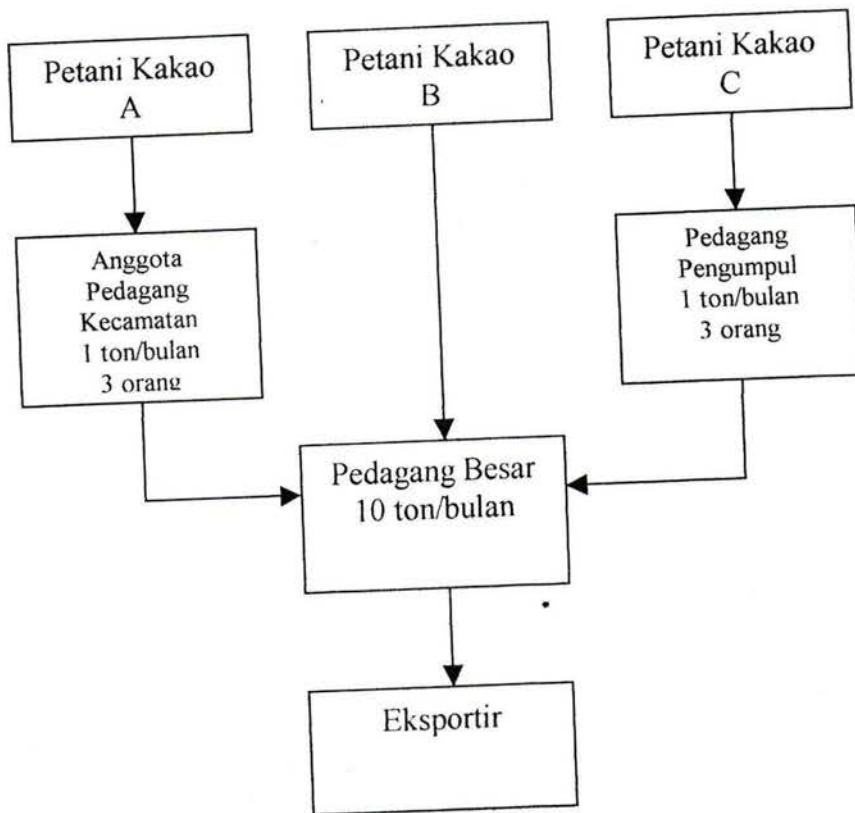 Petani Kakao
A
Petani Kakao
B
Petani Kakao
C
Anggota
Pedagang
Kecamatan
1 ton/bulan
3 orang
Pedagang
Pengumpul
1 ton/bulan
3 orang
Pedagang Besar
10 ton/bulan
Eksportir